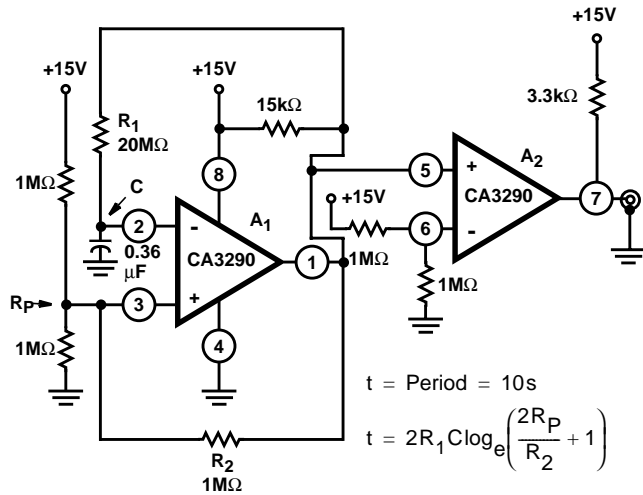 +15V
+15V
+15V
15kΩ
3.3kΩ
R1
20MΩ
1MΩ
C
8
A1
2
-
CA3290
0.36
μF
RP
3
+
1
4
1MΩ
+15V
5
+
A2
CA3290
7
6
-
1MΩ
1MΩ
R2
1MΩ
t = Period = 10s
t = 2R1Cloge(2RP/R2 + 1)